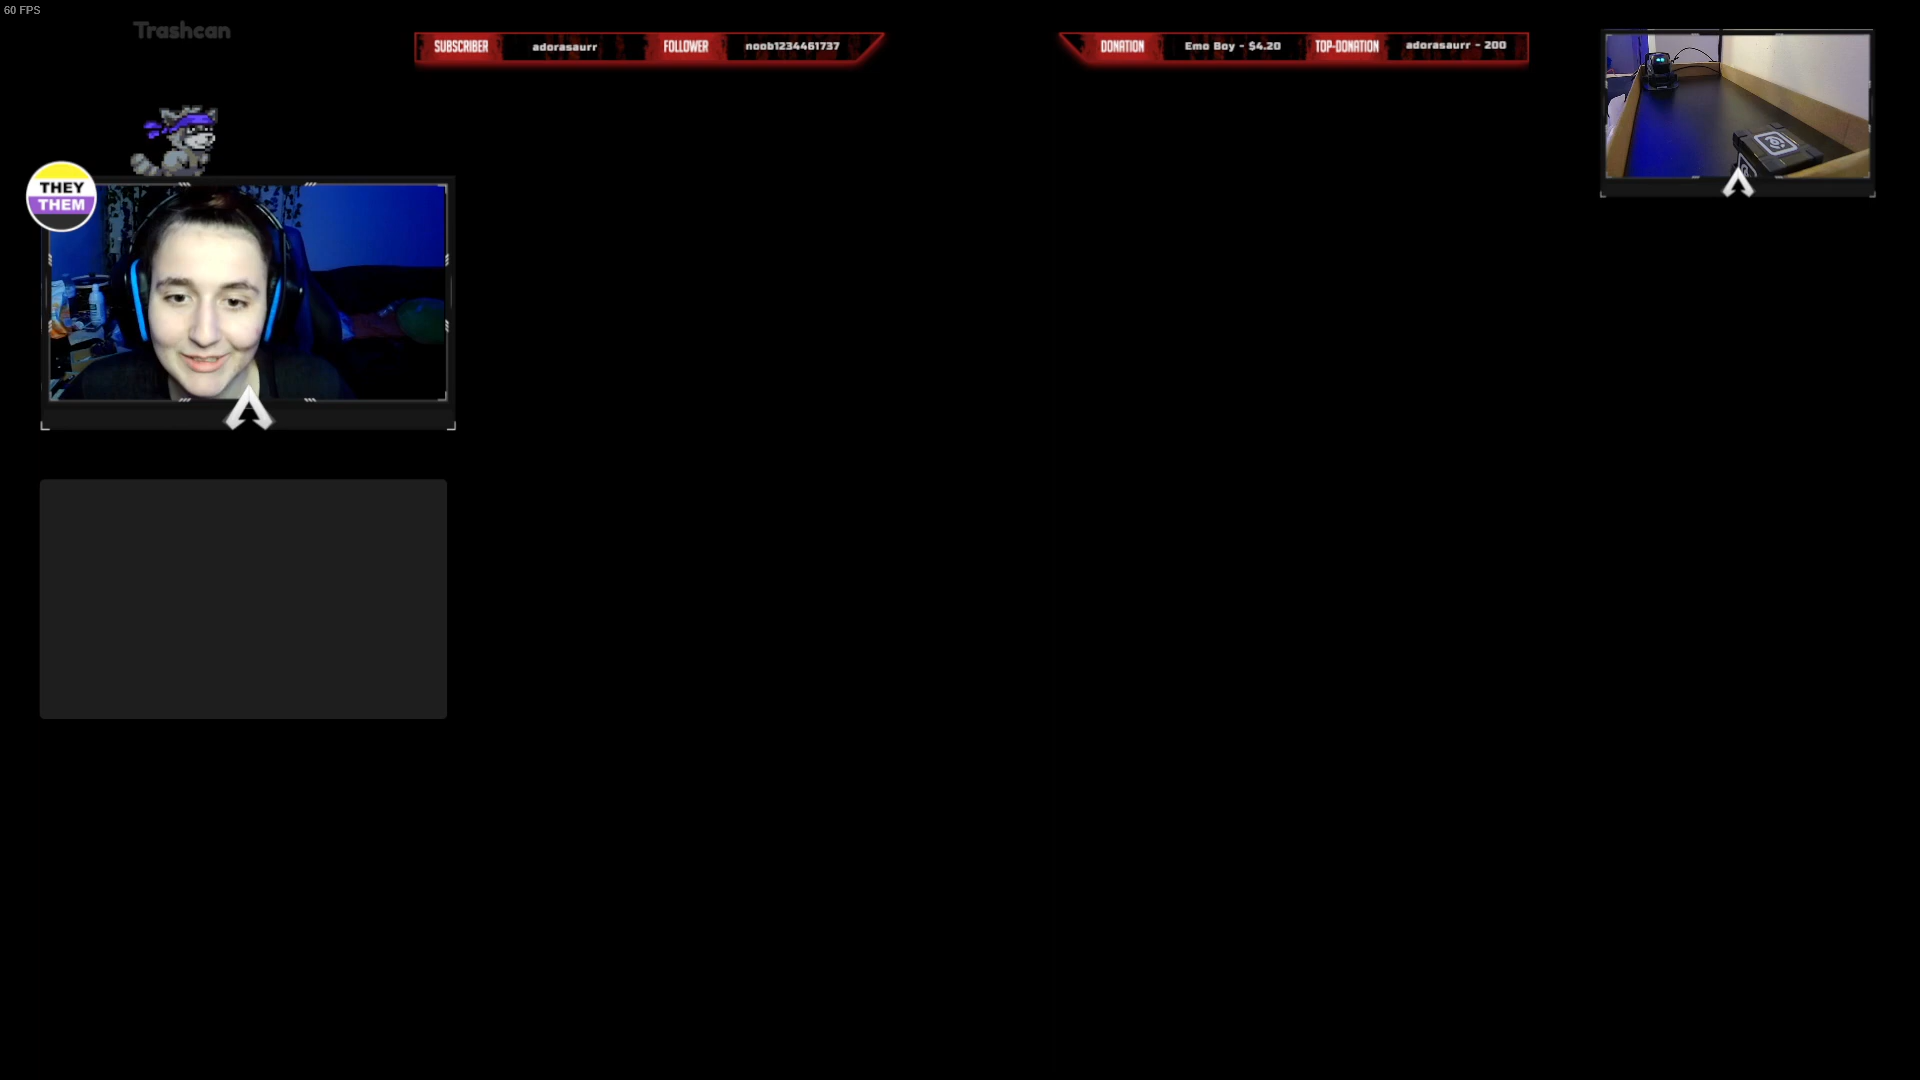 60 FPS
Trashcan
SUBSCRIBER adorasaurr FOLLOWER noob1234461737
DONATION Emo Boy - $4.20 TOP-DONATION adorasaurr - 200
THEY
THEM